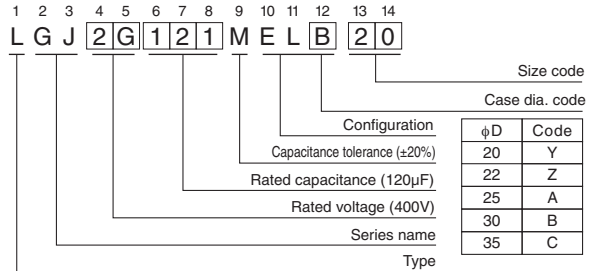 1 2 3 4 5 6 7 8 9 10 11 12 13 14
L G J 2 G 1 2 1 M E L B 2 0
Size code
Case dia. code
Configuration
Capacitance tolerance (±20%)
Rated capacitance (120µF)
Rated voltage (400V)
Series name
Type
φD Code
20 Y
22 Z
25 A
30 B
35 C